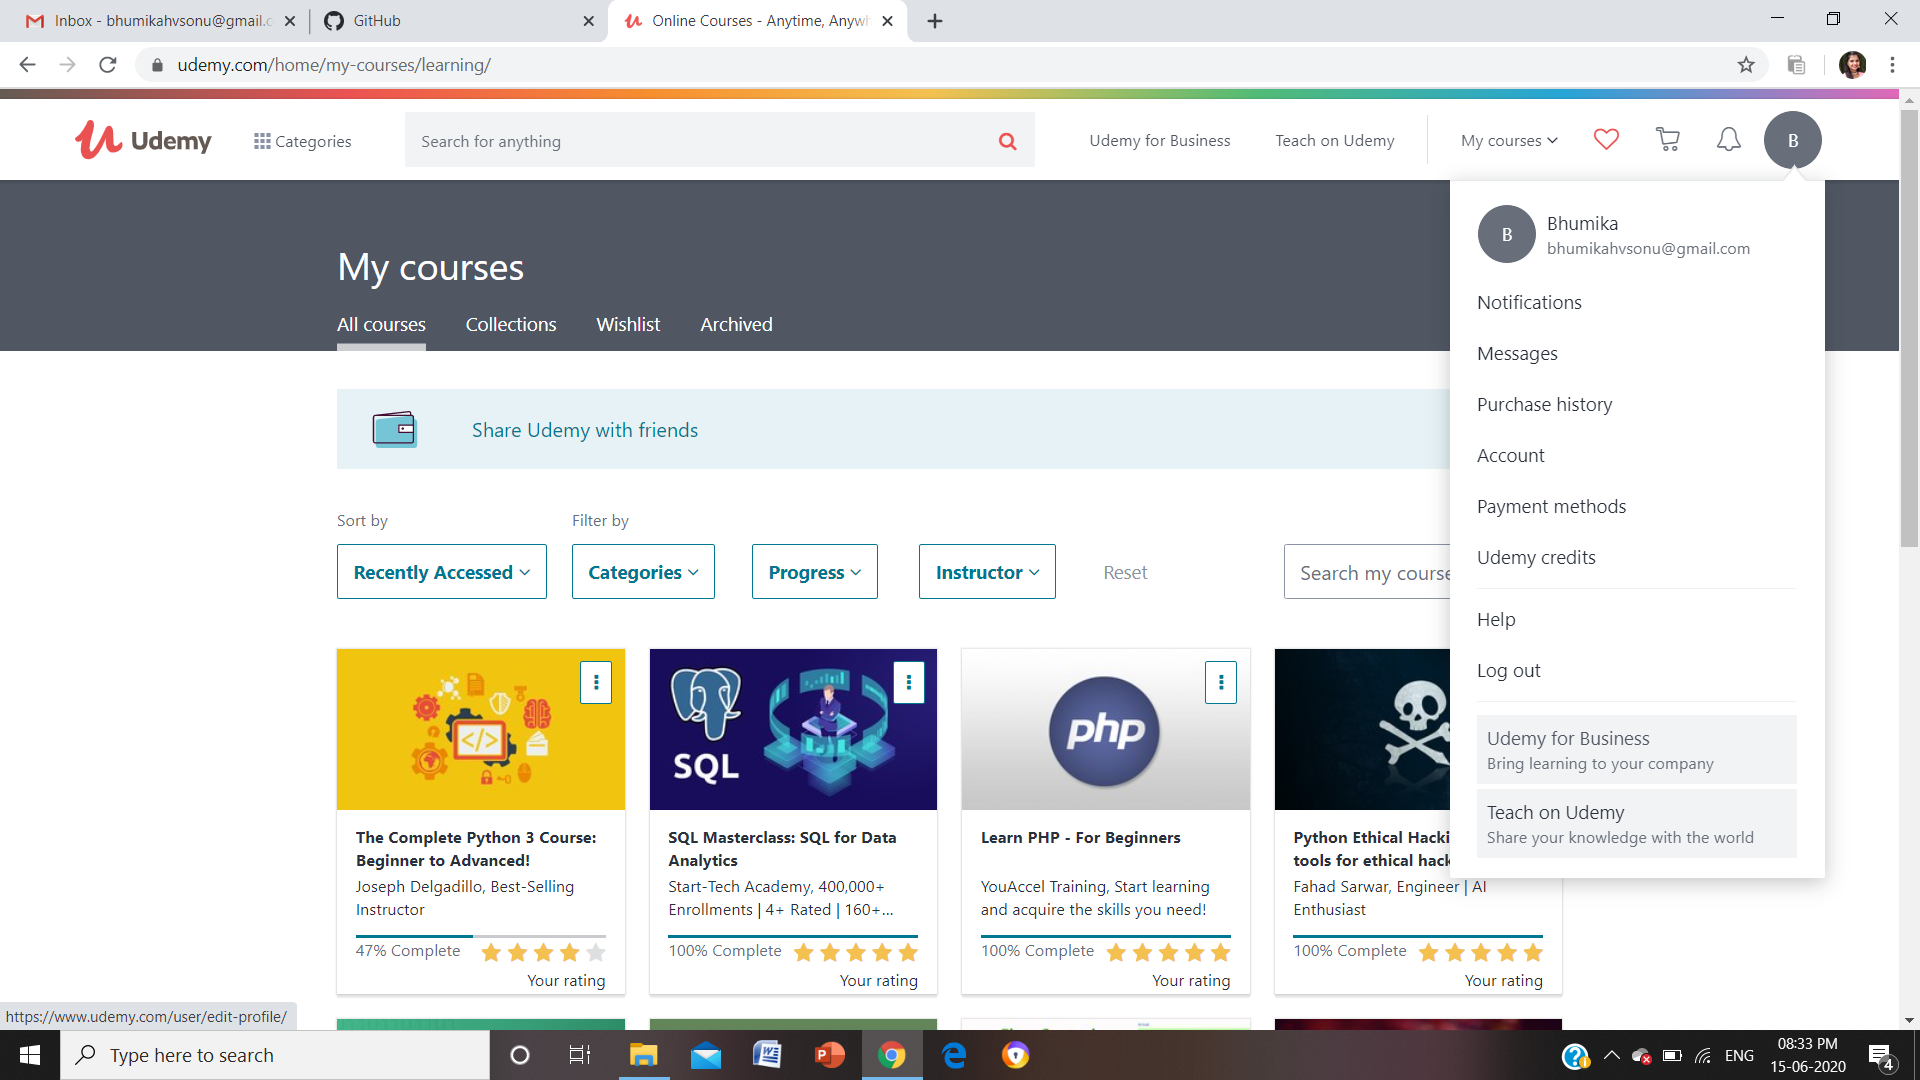 Inbox - bhumikahvsonu@gmail.c
GitHub
Online Courses - Anytime, Anywh
udemy.com/home/my-courses/learning/
Udemy
Categories
Search for anything
Udemy for Business
Teach on Udemy
My courses
B
My courses
All courses
Collections
Wishlist
Archived
B
Bhumika
bhumikahvsonu@gmail.com
Notifications
Messages
Purchase history
Account
Payment methods
Udemy credits
Help
Log out
Udemy for Business
Bring learning to your company
Teach on Udemy
Share your knowledge with the world
Share Udemy with friends
Sort by
Filter by
Recently Accessed
Categories
Progress
Instructor
Reset
Search my course
</>
SQL
php
The Complete Python 3 Course:
Beginner to Advanced!
Joseph Delgadillo, Best-Selling
Instructor
47% Complete
Your rating
SQL Masterclass: SQL for Data
Analytics
Start-Tech Academy, 400,000+
Enrollments | 4+ Rated | 160+...
100% Complete
Your rating
Learn PHP - For Beginners
YouAccel Training, Start learning
and acquire the skills you need!
100% Complete
Your rating
Python Ethical Hacki
tools for ethical hack
Fahad Sarwar, Engineer | AI
Enthusiast
100% Complete
Your rating
https://www.udemy.com/user/edit-profile/
Type here to search
ENG
08:33 PM
15-06-2020
4